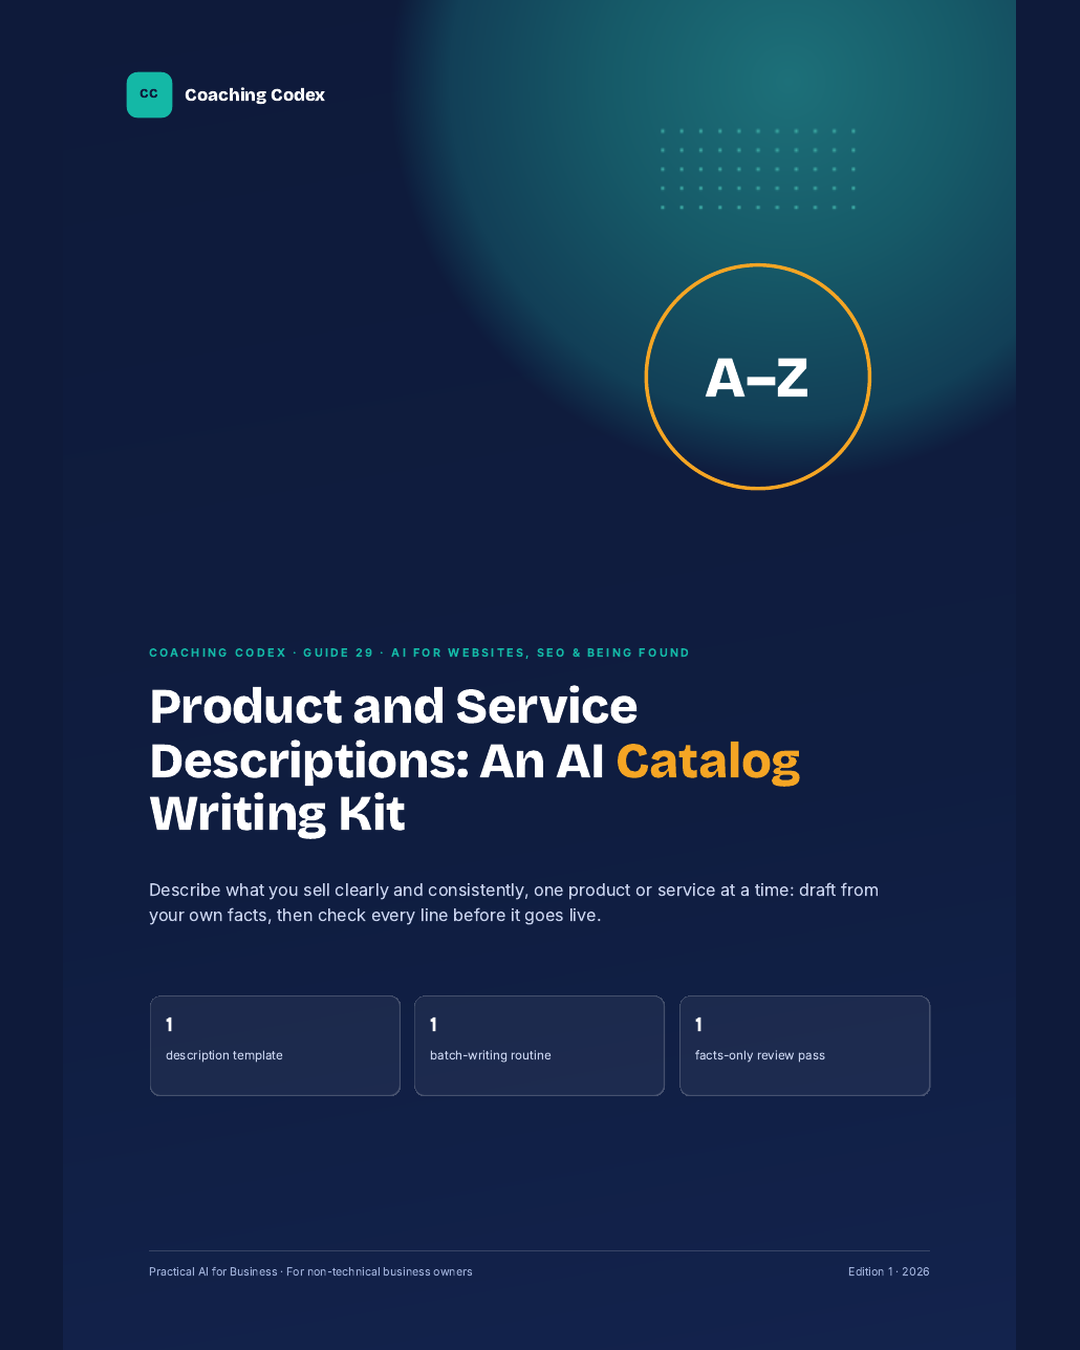 CC
Coaching Codex
A–Z
COACHING CODEX · GUIDE 29 · AI FOR WEBSITES, SEO & BEING FOUND
Product and Service
Descriptions: An AI Catalog
Writing Kit
Describe what you sell clearly and consistently, one product or service at a time: draft from
your own facts, then check every line before it goes live.
1
description template
1
batch-writing routine
1
facts-only review pass
Practical AI for Business · For non-technical business owners
Edition 1 · 2026